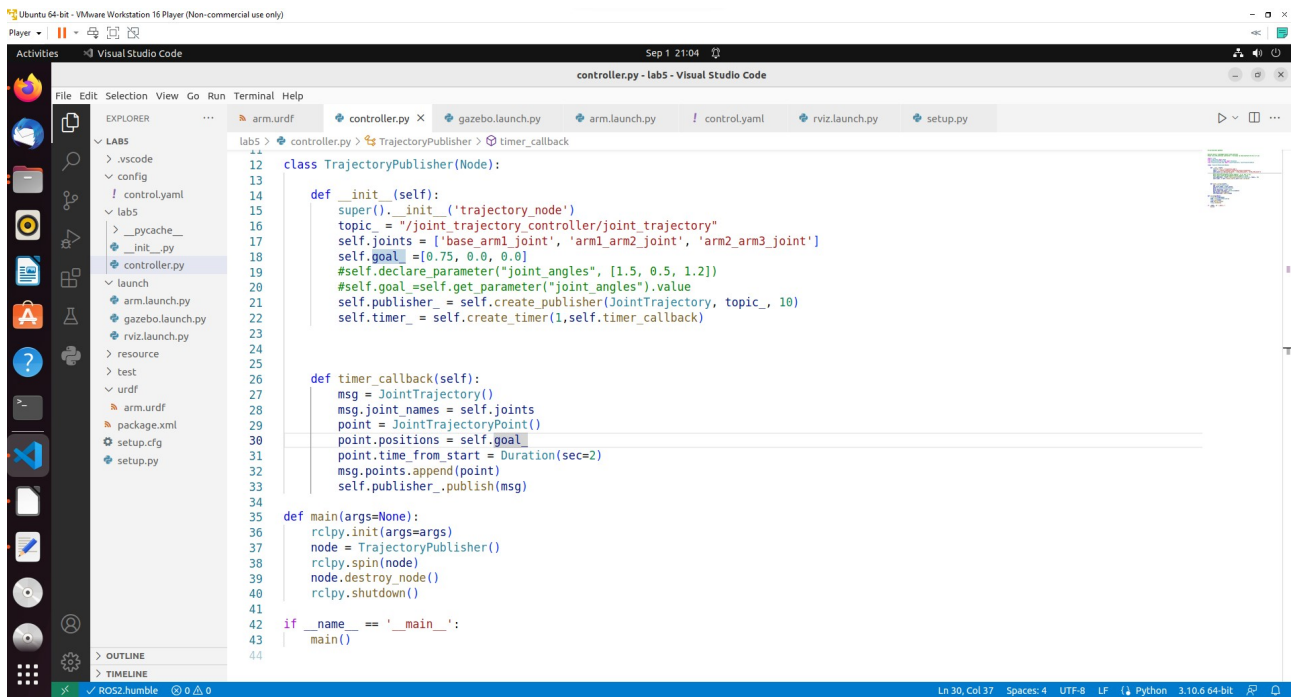 Ubuntu 64-bit - VMware Workstation 16 Player (Non-commercial use only)
Player
Activities Visual Studio Code Sep 1 21:04
controller.py - lab5 - Visual Studio Code
File Edit Selection View Go Run Terminal Help
EXPLORER ... arm.urdf controller.py gazebo.launch.py arm.launch.py ! control.yaml rviz.launch.py setup.py
lab5 > controller.py > TrajectoryPublisher > timer_callback
LAB5
.vscode
config
! control.yaml
lab5
__pycache__
__init__.py
controller.py
launch
arm.launch.py
gazebo.launch.py
rviz.launch.py
resource
test
urdf
arm.urdf
package.xml
setup.cfg
setup.py
OUTLINE
TIMELINE
11
12 class TrajectoryPublisher(Node):
13
14 def __init__(self):
15 super().__init__('trajectory_node')
16 topic_ = "/joint_trajectory_controller/joint_trajectory"
17 self.joints = ['base_arm1_joint', 'arm1_arm2_joint', 'arm2_arm3_joint']
18 self.goal_ =[0.75, 0.0, 0.0]
19 #self.declare_parameter("joint_angles", [1.5, 0.5, 1.2])
20 #self.goal_=self.get_parameter("joint_angles").value
21 self.publisher_ = self.create_publisher(JointTrajectory, topic_, 10)
22 self.timer_ = self.create_timer(1,self.timer_callback)
23
24
25
26 def timer_callback(self):
27 msg = JointTrajectory()
28 msg.joint_names = self.joints
29 point = JointTrajectoryPoint()
30 point.positions = self.goal_
31 point.time_from_start = Duration(sec=2)
32 msg.points.append(point)
33 self.publisher_.publish(msg)
34
35 def main(args=None):
36 rclpy.init(args=args)
37 node = TrajectoryPublisher()
38 rclpy.spin(node)
39 node.destroy_node()
40 rclpy.shutdown()
41
42 if __name__ == '__main__':
43 main()
44
ROS2.humble 0 0 Ln 30, Col 37 Spaces: 4 UTF-8 LF Python 3.10.6 64-bit